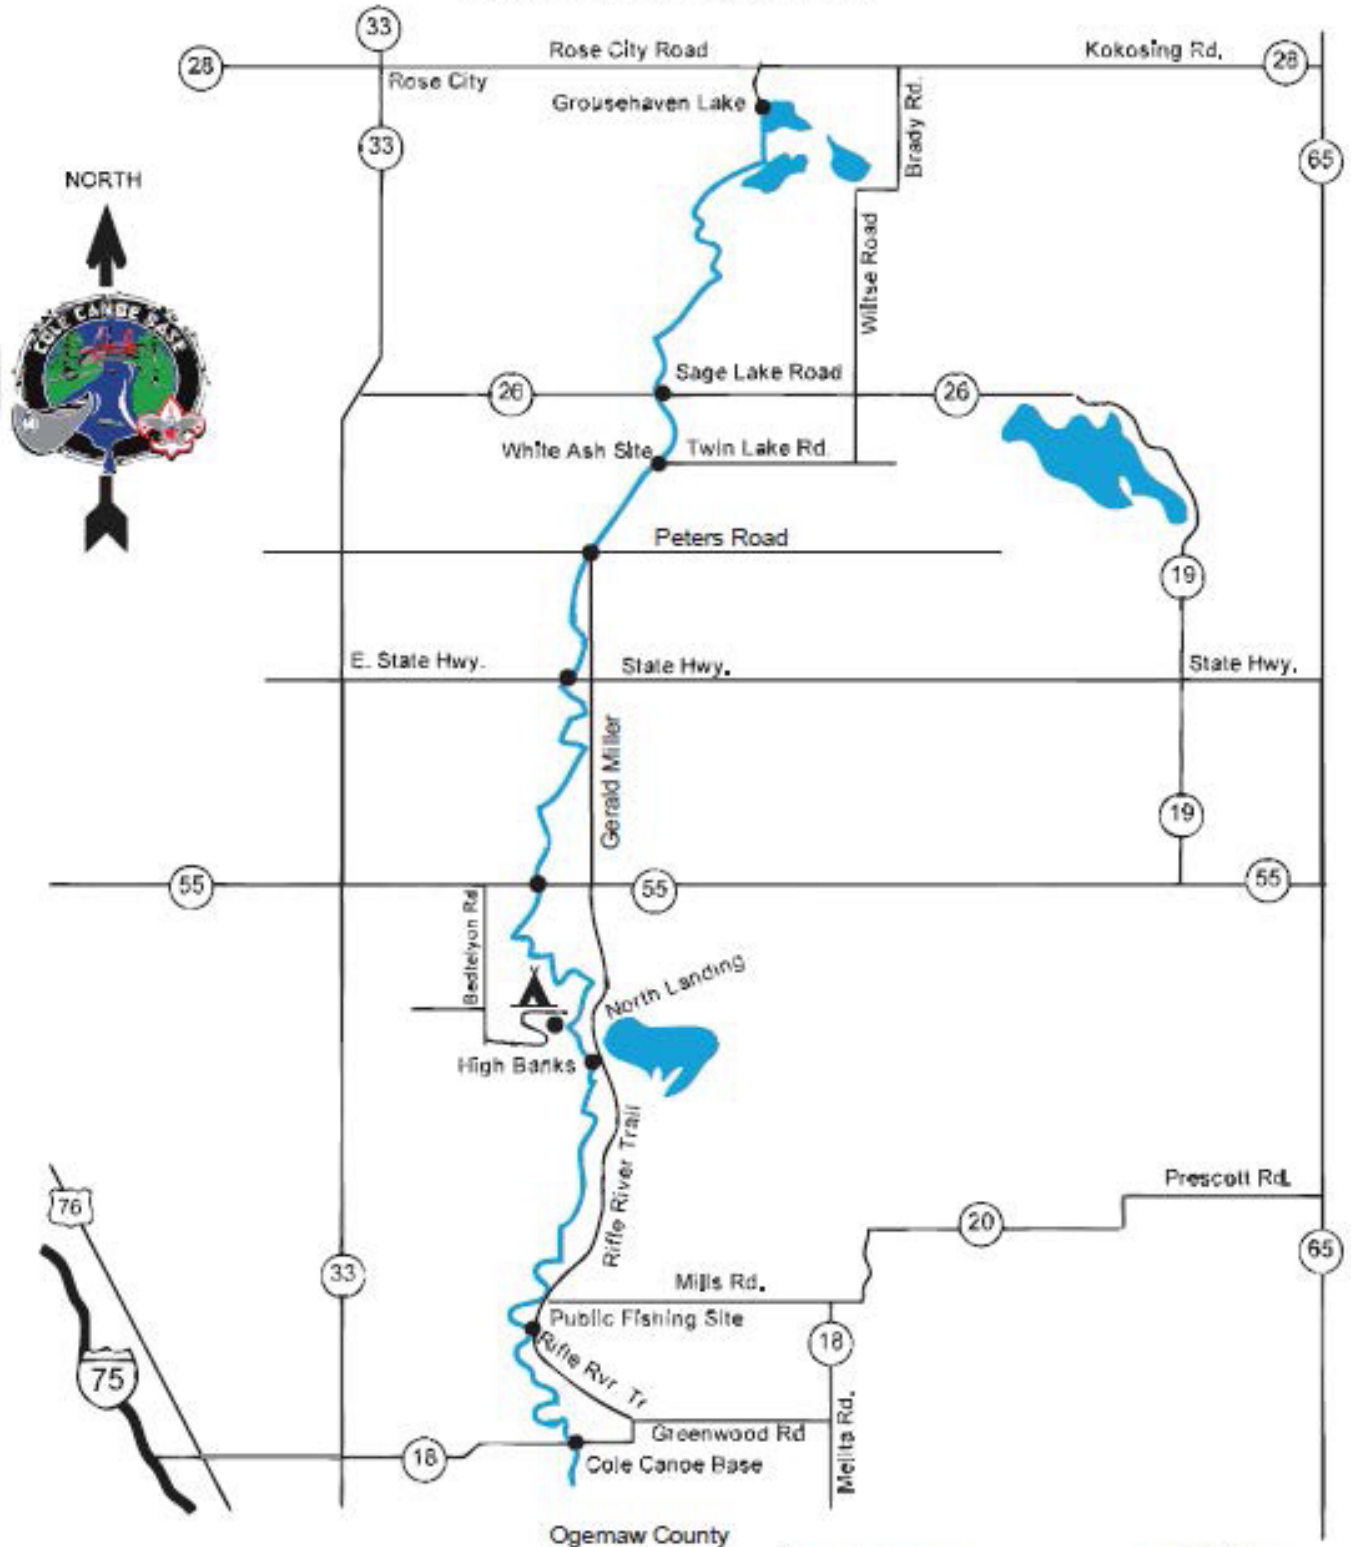 33
28
Rose City Road
Kokosing Rd.
28
Rose City
Grousehaven Lake
Brady Rd.
33
65
NORTH
Wiltse Road
COLE CANOE BASE
Sage Lake Road
26
26
White Ash Site
Twin Lake Rd.
Peters Road
19
E. State Hwy.
State Hwy.
State Hwy.
Gerald Miller
19
55
55
55
Bedtelyon Rd
North Landing
High Banks
Rifle River Trail
Prescott Rd.
76
20
65
33
Mills Rd.
Public Fishing Site
18
75
Rifle Rvr. Tr
Greenwood Rd
Melita Rd.
18
Cole Canoe Base
Ogemaw County